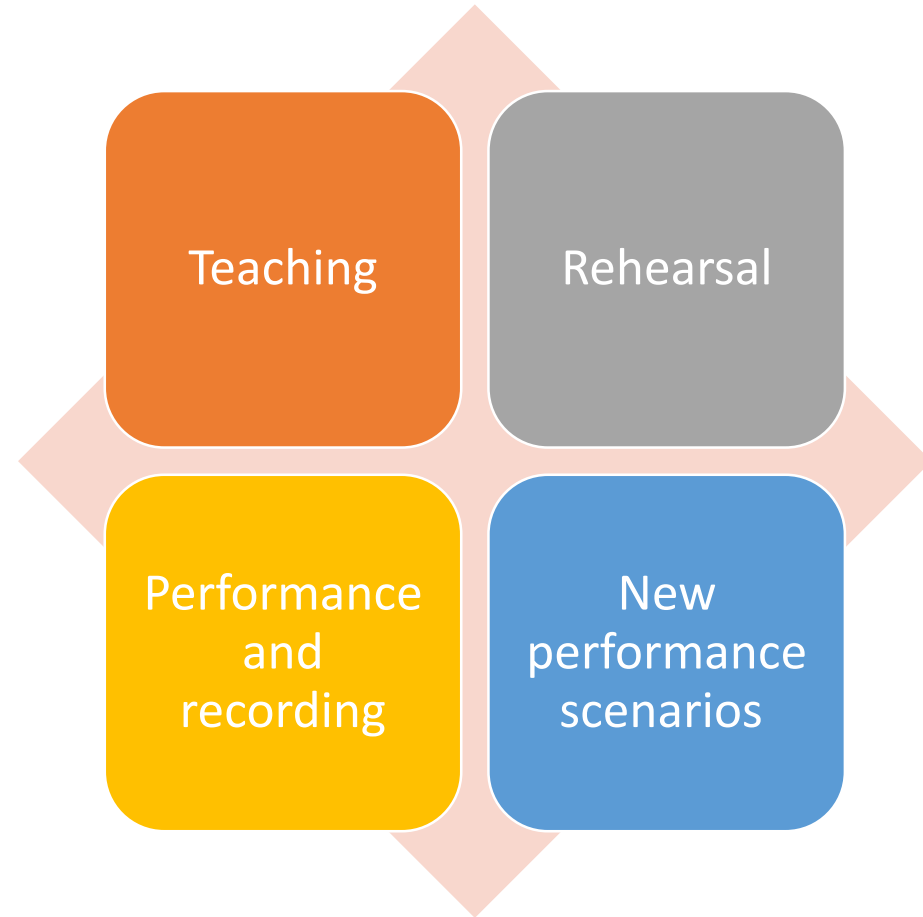 Teaching
Rehearsal
Performance
and
recording
New
performance
scenarios